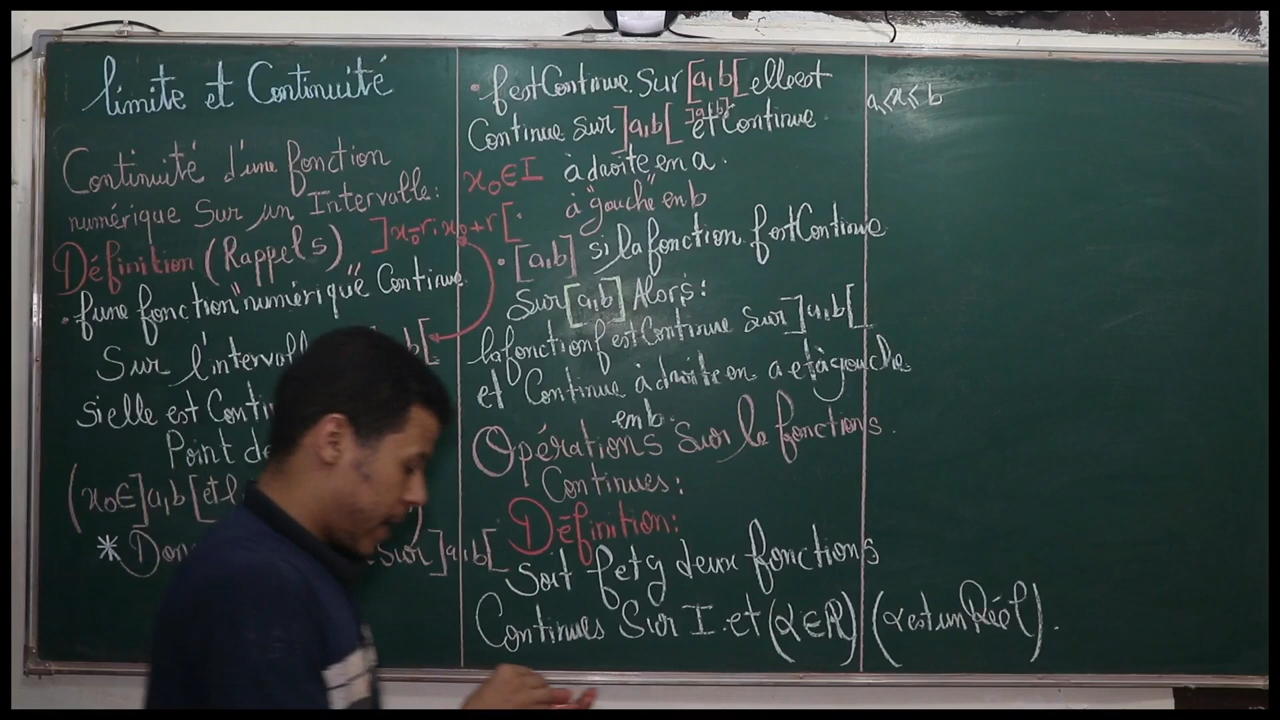 limite et Continuité
Continuité d'une fonction
numérique Sur un Intervalle:
Définition (Rappels)
]x₀-r; x₀+r[
• f une fonction "numérique" Continue
Sur l'intervall b[
si elle est Conti
Point de
(x₀∈]a,b[ et
* Don Sur ]a,b[
• f est Continue Sur [a,b[ elle est
Continue sur ]a,b[ et Continue
]a,b]
x₀∈I à droite en a.
à "gauche" en b
• [a,b] si la fonction f est Continue
Sur [a,b] Alors:
la fonction f est Continue sur ]a,b[
et Continue à droite en a et à gauche
en b.
Opérations Sur le fonctions.
Continues:
Définition:
Soit f et g deux fonctions
Continues Sur I et (α∈ℝ) (α est un Réel).
a≤x≤b